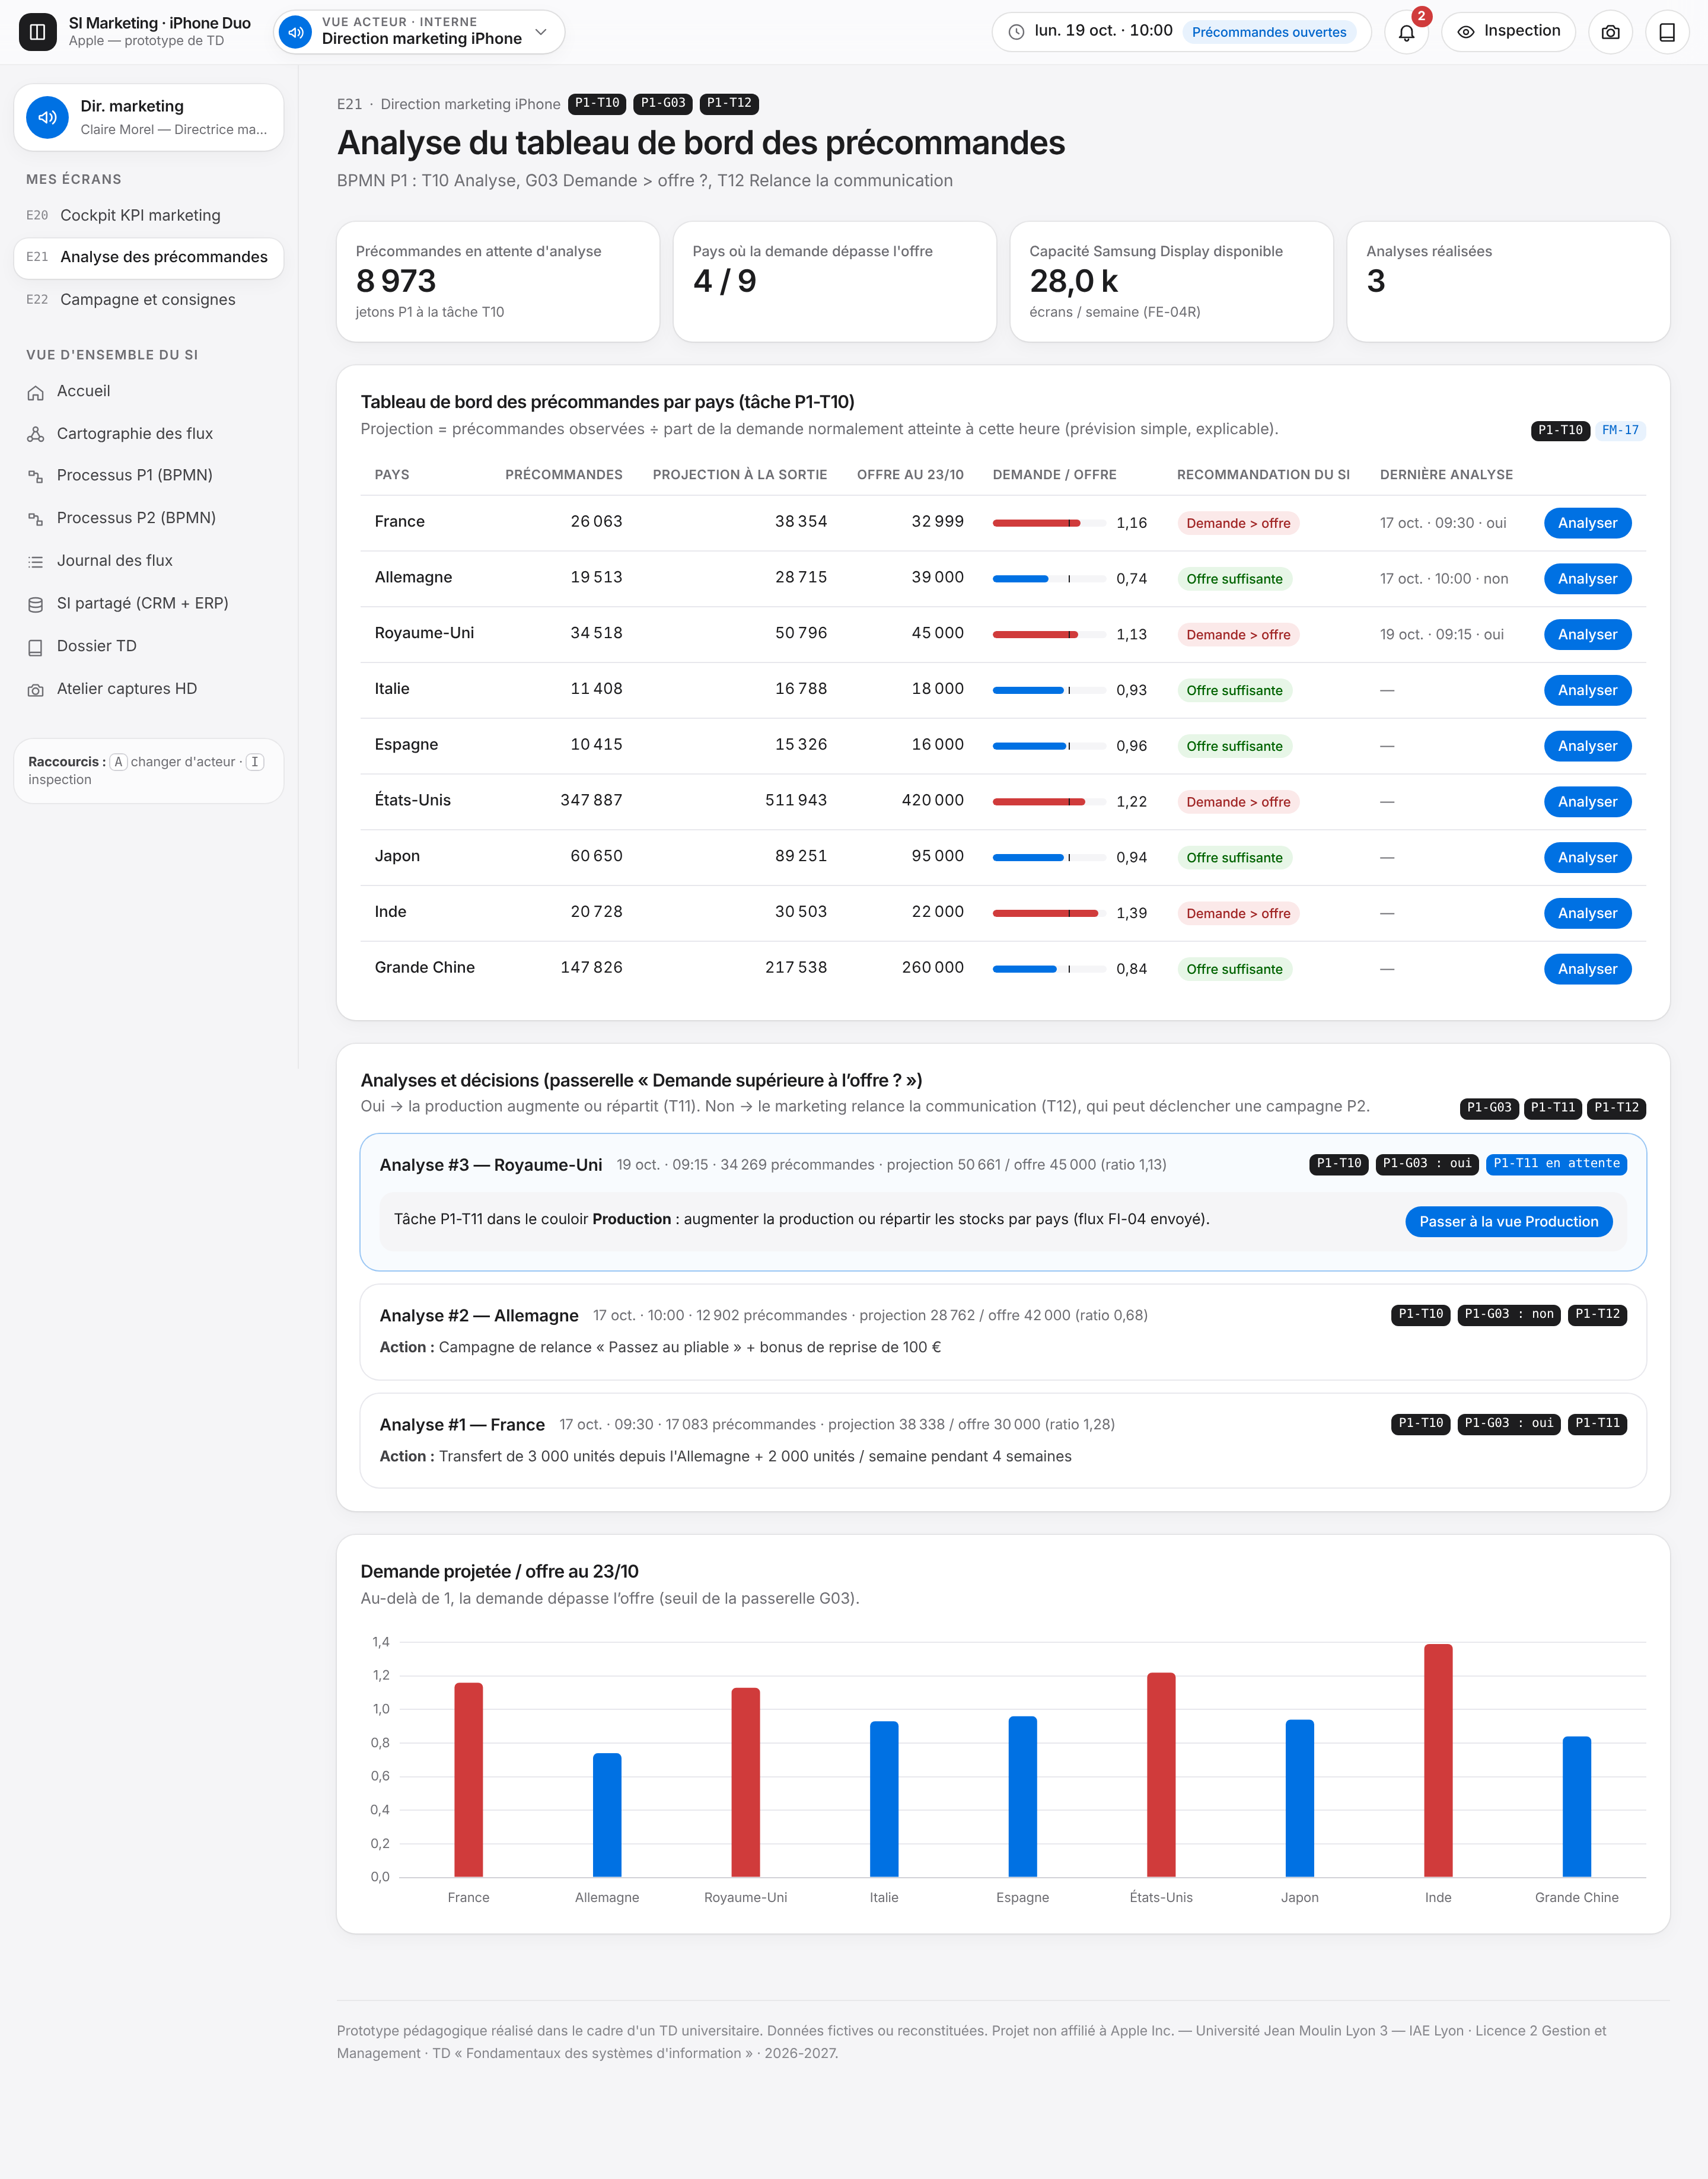 SI Marketing · iPhone Duo
Apple — prototype de TD
VUE ACTEUR · INTERNE
Direction marketing iPhone
lun. 19 oct. · 10:00 Précommandes ouvertes
2
Inspection
Dir. marketing
Claire Morel — Directrice ma...
MES ÉCRANS
E20 Cockpit KPI marketing
E21 Analyse des précommandes
E22 Campagne et consignes
VUE D'ENSEMBLE DU SI
Accueil
Cartographie des flux
Processus P1 (BPMN)
Processus P2 (BPMN)
Journal des flux
SI partagé (CRM + ERP)
Dossier TD
Atelier captures HD
Raccourcis : A changer d'acteur · I
inspection
E21 · Direction marketing iPhone P1-T10 P1-G03 P1-T12
Analyse du tableau de bord des précommandes
BPMN P1 : T10 Analyse, G03 Demande > offre ?, T12 Relance la communication
Précommandes en attente d'analyse
8 973
jetons P1 à la tâche T10
Pays où la demande dépasse l'offre
4 / 9
Capacité Samsung Display disponible
28,0 k
écrans / semaine (FE-04R)
Analyses réalisées
3
Tableau de bord des précommandes par pays (tâche P1-T10)
Projection = précommandes observées ÷ part de la demande normalement atteinte à cette heure (prévision simple, explicable). P1-T10 FM-17
PAYS PRÉCOMMANDES PROJECTION À LA SORTIE OFFRE AU 23/10 DEMANDE / OFFRE RECOMMANDATION DU SI DERNIÈRE ANALYSE
France 26 063 38 354 32 999 1,16 Demande > offre 17 oct. · 09:30 · oui Analyser
Allemagne 19 513 28 715 39 000 0,74 Offre suffisante 17 oct. · 10:00 · non Analyser
Royaume-Uni 34 518 50 796 45 000 1,13 Demande > offre 19 oct. · 09:15 · oui Analyser
Italie 11 408 16 788 18 000 0,93 Offre suffisante — Analyser
Espagne 10 415 15 326 16 000 0,96 Offre suffisante — Analyser
États-Unis 347 887 511 943 420 000 1,22 Demande > offre — Analyser
Japon 60 650 89 251 95 000 0,94 Offre suffisante — Analyser
Inde 20 728 30 503 22 000 1,39 Demande > offre — Analyser
Grande Chine 147 826 217 538 260 000 0,84 Offre suffisante — Analyser
Analyses et décisions (passerelle « Demande supérieure à l’offre ? »)
Oui → la production augmente ou répartit (T11). Non → le marketing relance la communication (T12), qui peut déclencher une campagne P2. P1-G03 P1-T11 P1-T12
Analyse #3 — Royaume-Uni 19 oct. · 09:15 · 34 269 précommandes · projection 50 661 / offre 45 000 (ratio 1,13) P1-T10 P1-G03 : oui P1-T11 en attente
Tâche P1-T11 dans le couloir Production : augmenter la production ou répartir les stocks par pays (flux FI-04 envoyé). Passer à la vue Production
Analyse #2 — Allemagne 17 oct. · 10:00 · 12 902 précommandes · projection 28 762 / offre 42 000 (ratio 0,68) P1-T10 P1-G03 : non P1-T12
Action : Campagne de relance « Passez au pliable » + bonus de reprise de 100 €
Analyse #1 — France 17 oct. · 09:30 · 17 083 précommandes · projection 38 338 / offre 30 000 (ratio 1,28) P1-T10 P1-G03 : oui P1-T11
Action : Transfert de 3 000 unités depuis l'Allemagne + 2 000 unités / semaine pendant 4 semaines
Demande projetée / offre au 23/10
Au-delà de 1, la demande dépasse l’offre (seuil de la passerelle G03).
1,4
1,2
1,0
0,8
0,6
0,4
0,2
0,0
France Allemagne Royaume-Uni Italie Espagne États-Unis Japon Inde Grande Chine
Prototype pédagogique réalisé dans le cadre d'un TD universitaire. Données fictives ou reconstituées. Projet non affilié à Apple Inc. — Université Jean Moulin Lyon 3 — IAE Lyon · Licence 2 Gestion et
Management · TD « Fondamentaux des systèmes d'information » · 2026-2027.